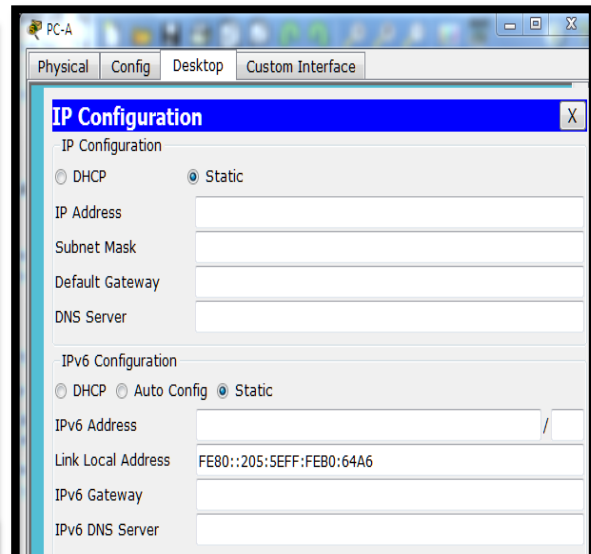 PC-A
X
Physical Config Desktop Custom Interface
IP Configuration X
IP Configuration
DHCP Static
IP Address
Subnet Mask
Default Gateway
DNS Server
IPv6 Configuration
DHCP Auto Config Static
IPv6 Address /
Link Local Address FE80::205:5EFF:FEB0:64A6
IPv6 Gateway
IPv6 DNS Server